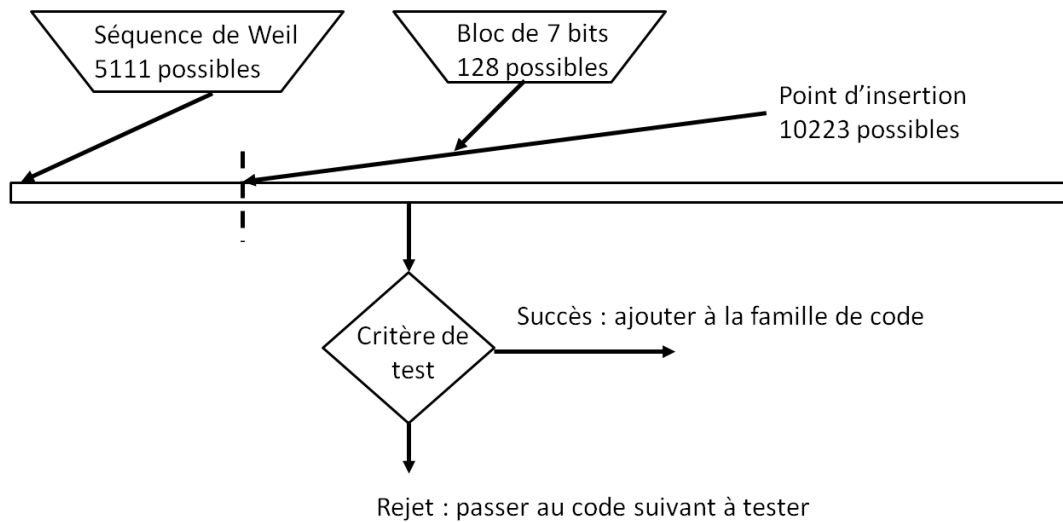 Séquence de Weil
5111 possibles
Bloc de 7 bits
128 possibles
Point d’insertion
10223 possibles
Critère de
test
Succès : ajouter à la famille de code
Rejet : passer au code suivant à tester